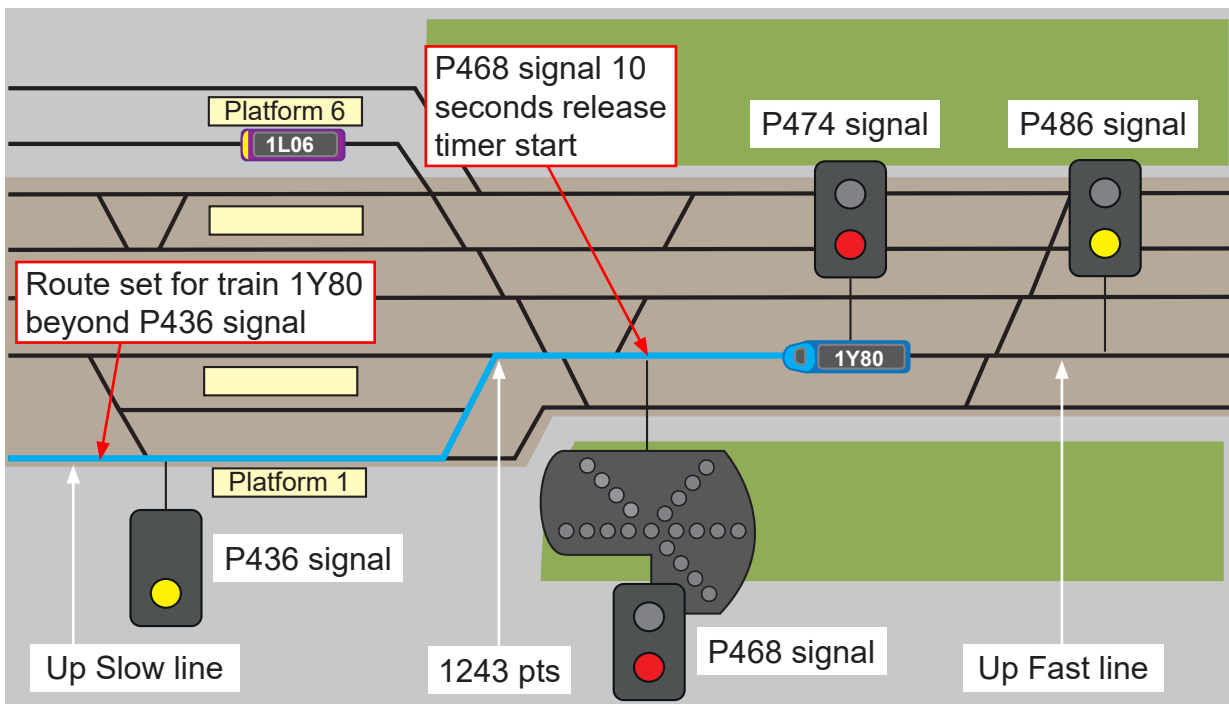 P468 signal 10
seconds release
timer start
Platform 6
1L06
P474 signal
P486 signal
Route set for train 1Y80
beyond P436 signal
1Y80
Platform 1
P436 signal
Up Slow line
1243 pts
P468 signal
Up Fast line